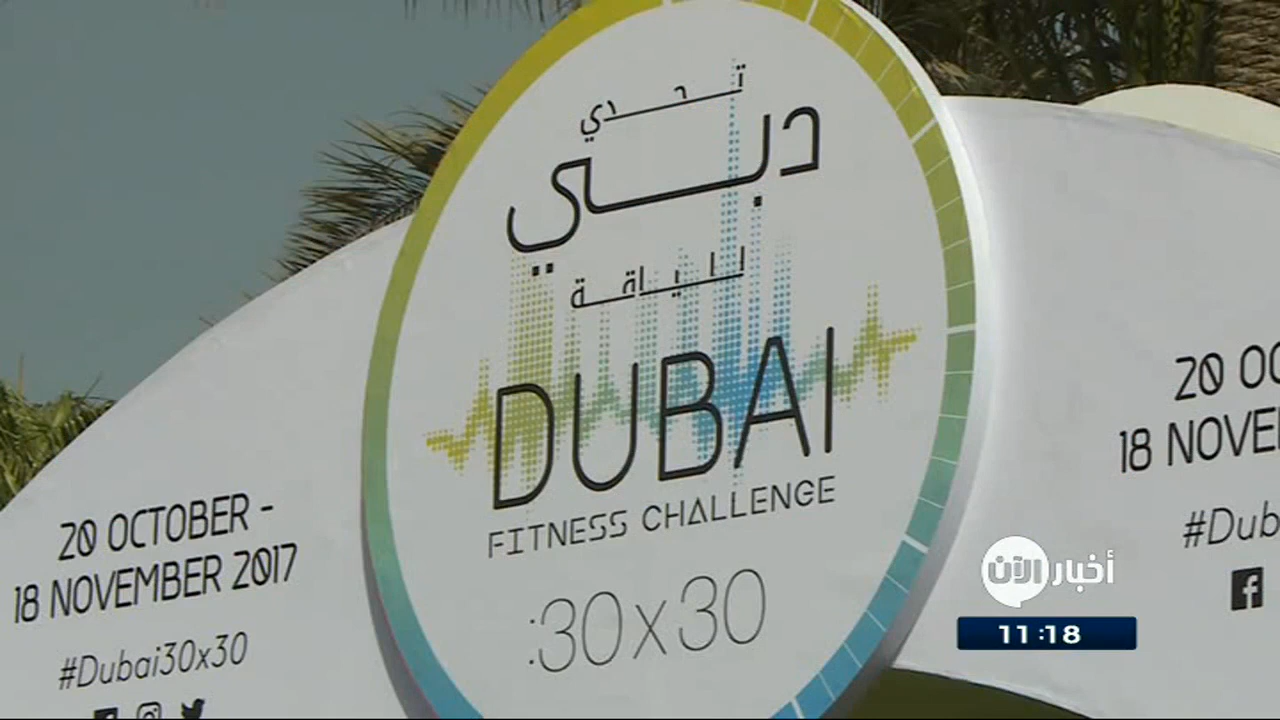 تحدي
دبي
للياقة
DUBAI
FITNESS CHALLENGE
:30x30
20 OCTOBER -
18 NOVEMBER 2017
#Dubai30x30
20 OC
18 NOVE
#Dub
أخبار الآن
11:18